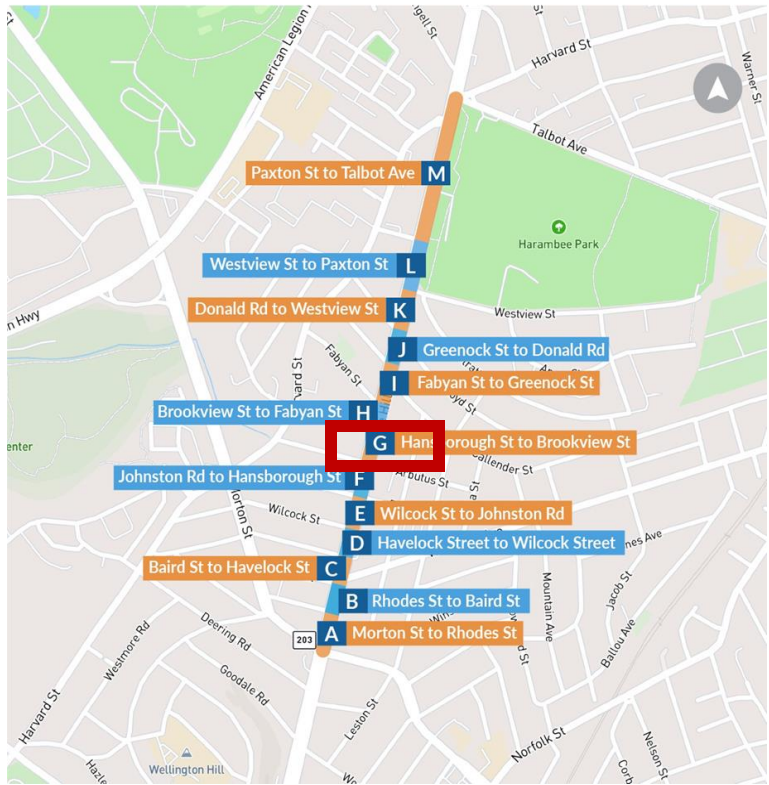 American Legion
Harvard St
Warner St
Talbot Ave
Paxton St to Talbot Ave M
Harambee Park
Westview St to Paxton St L
Donald Rd to Westview St K
Westview St
J Greenock St to Donald Rd
Fabyan St
I Fabyan St to Greenock St
Brookview St to Fabyan St H
G Hansborough St to Brookview St
Callender St
Johnston Rd to Hansborough St F
Arbutus St
Morton St
Wilcock St
E Wilcock St to Johnston Rd
D Havelock Street to Wilcock Street
Baird St to Havelock St C
Mountain Ave
Jacob St
B Rhodes St to Baird St
203
A Morton St to Rhodes St
Deering Rd
Westmore Rd
Ballou Ave
Goodale Rd
Harvard St
Leston St
Norfolk St
Nelson St
Wellington Hill